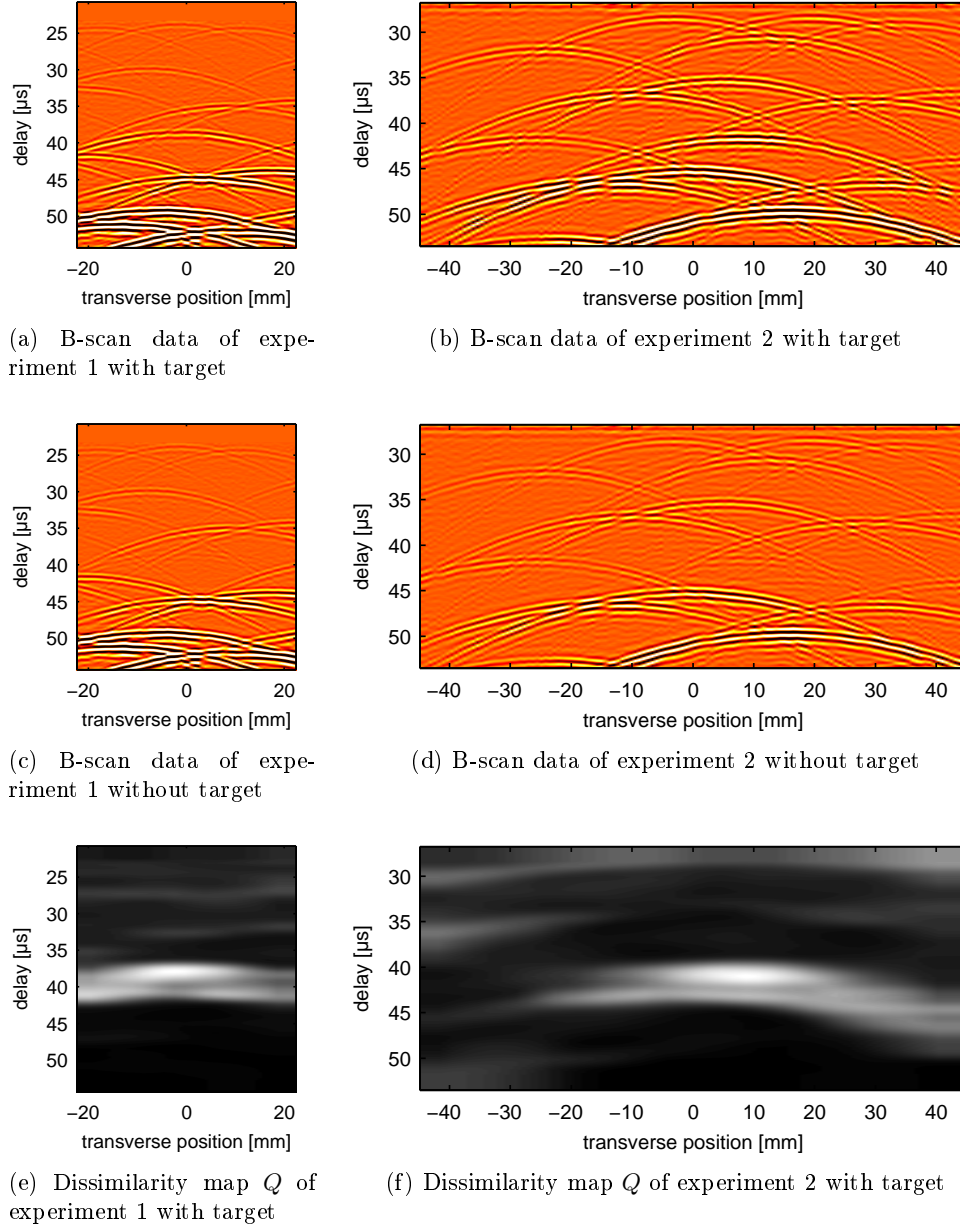 25
30
35
40
45
50
delay [µs]
−20 0 20
transverse position [mm]
(a) B-scan data of expe-
riment 1 with target
30
35
40
45
50
delay [µs]
−40 −30 −20 −10 0 10 20 30 40
transverse position [mm]
(b) B-scan data of experiment 2 with target
25
30
35
40
45
50
delay [µs]
−20 0 20
transverse position [mm]
(c) B-scan data of expe-
riment 1 without target
30
35
40
45
50
delay [µs]
−40 −30 −20 −10 0 10 20 30 40
transverse position [mm]
(d) B-scan data of experiment 2 without target
25
30
35
40
45
50
delay [µs]
−20 0 20
transverse position [mm]
(e) Dissimilarity map Q of
experiment 1 with target
30
35
40
45
50
delay [µs]
−40 −30 −20 −10 0 10 20 30 40
transverse position [mm]
(f) Dissimilarity map Q of experiment 2 with target